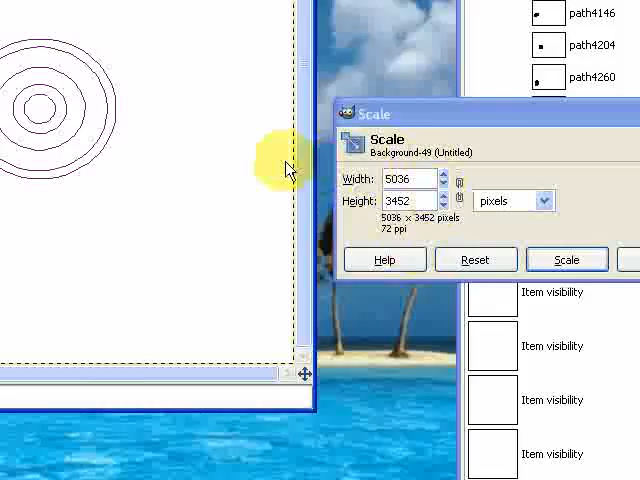 path4146
path4204
path4260
Scale
Scale
Background-49 (Untitled)
Width: 5036
Height: 3452 pixels
5036 x 3452 pixels
72 ppi
Help Reset Scale
Item visibility
Item visibility
Item visibility
Item visibility